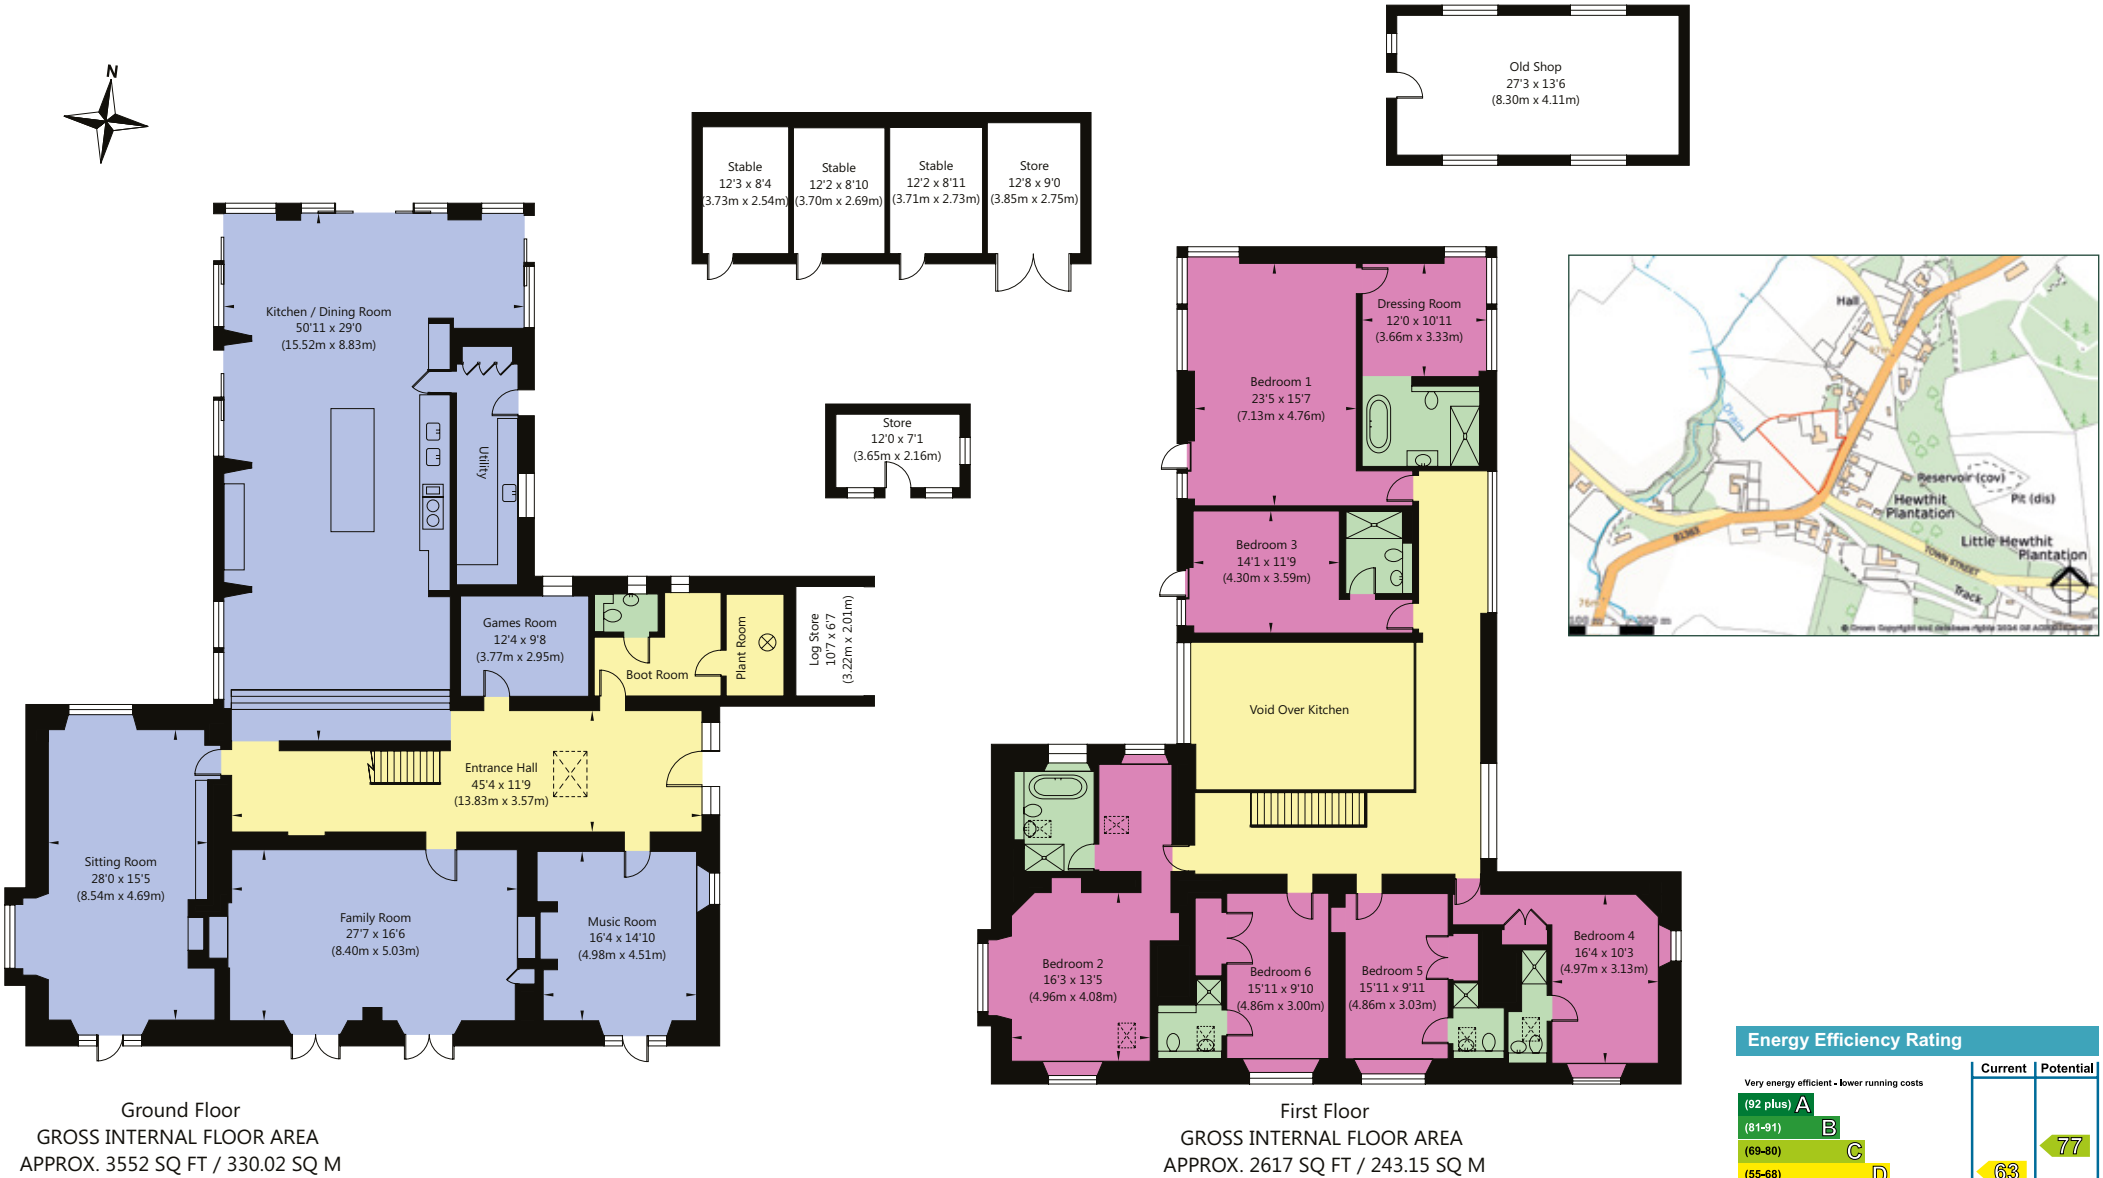 N
Old Shop
27'3 x 13'6
(8.30m x 4.11m)
Stable
12'3 x 8'4
(3.73m x 2.54m)
Stable
12'2 x 8'10
(3.70m x 2.69m)
Stable
12'2 x 8'11
(3.71m x 2.73m)
Store
12'8 x 9'0
(3.85m x 2.75m)
Store
12'0 x 7'1
(3.65m x 2.16m)
Kitchen / Dining Room
50'11 x 29'0
(15.52m x 8.83m)
Utility
Games Room
12'4 x 9'8
(3.77m x 2.95m)
Boot Room
Plant Room
Log Store
10'7 x 6'7
(3.22m x 2.01m)
Entrance Hall
45'4 x 11'9
(13.83m x 3.57m)
Sitting Room
28'0 x 15'5
(8.54m x 4.69m)
Family Room
27'7 x 16'6
(8.40m x 5.03m)
Music Room
16'4 x 14'10
(4.98m x 4.51m)
Ground Floor
GROSS INTERNAL FLOOR AREA
APPROX. 3552 SQ FT / 330.02 SQ M
Dressing Room
12'0 x 10'11
(3.66m x 3.33m)
Bedroom 1
23'5 x 15'7
(7.13m x 4.76m)
Bedroom 3
14'1 x 11'9
(4.30m x 3.59m)
Void Over Kitchen
Bedroom 2
16'3 x 13'5
(4.96m x 4.08m)
Bedroom 6
15'11 x 9'10
(4.86m x 3.00m)
Bedroom 5
15'11 x 9'11
(4.86m x 3.03m)
Bedroom 4
16'4 x 10'3
(4.97m x 3.13m)
First Floor
GROSS INTERNAL FLOOR AREA
APPROX. 2617 SQ FT / 243.15 SQ M
Hall
Drain
Reservoir (cov)
Pit (dis)
Hewthit
Plantation
Little Hewthit
Plantation
B1363
TOWN STREET
Track
Energy Efficiency Rating
Current
Potential
Very energy efficient - lower running costs
(92 plus) A
(81-91) B
(69-80) C
(55-68) D
63
77